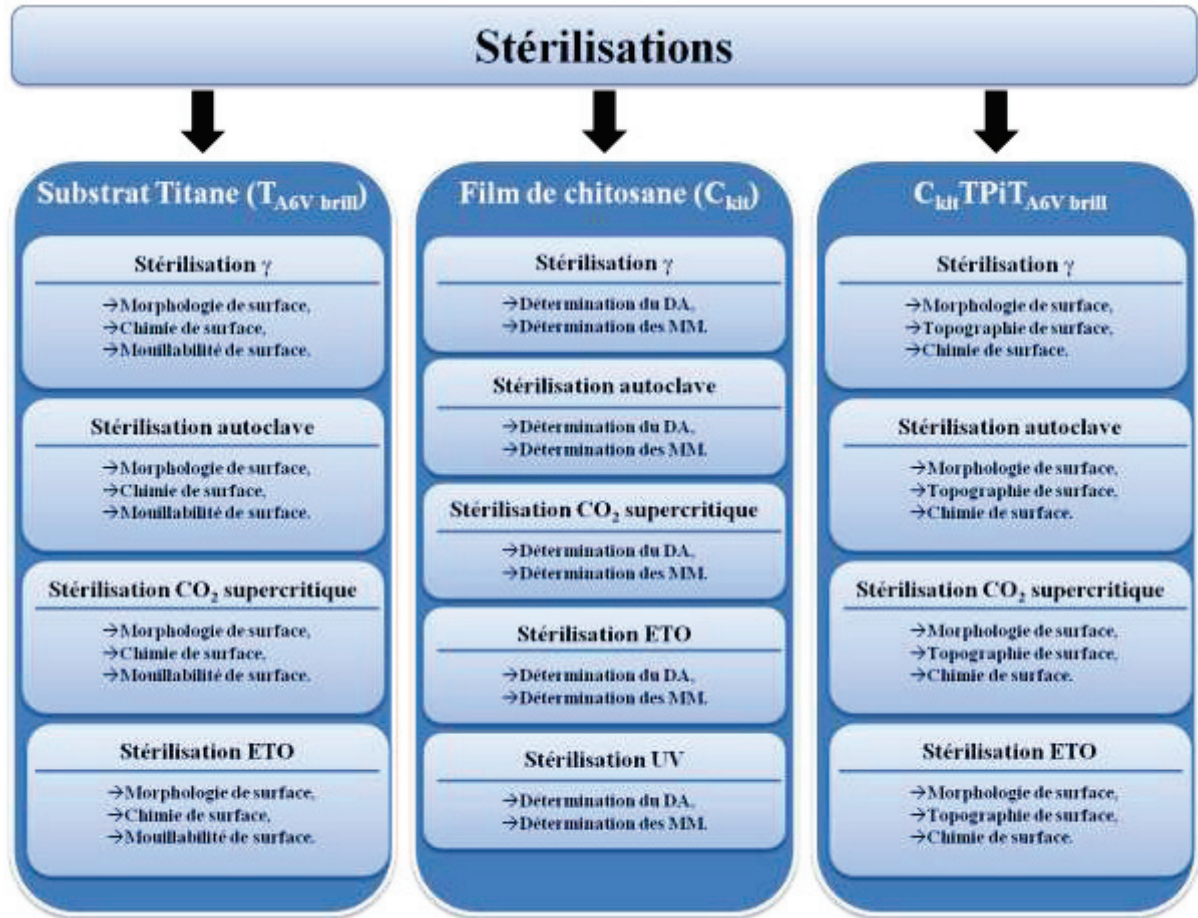 Stérilisations
Substrat Titane (T_A6V brill)
Stérilisation γ
→Morphologie de surface,
→Chimie de surface,
→Mouillabilité de surface.
Stérilisation autoclave
→Morphologie de surface,
→Chimie de surface,
→Mouillabilité de surface.
Stérilisation CO₂ supercritique
→Morphologie de surface,
→Chimie de surface,
→Mouillabilité de surface.
Stérilisation ETO
→Morphologie de surface,
→Chimie de surface,
→Mouillabilité de surface.
Film de chitosane (C_kit)
Stérilisation γ
→Détermination du DA,
→Détermination des MM.
Stérilisation autoclave
→Détermination du DA,
→Détermination des MM.
Stérilisation CO₂ supercritique
→Détermination du DA,
→Détermination des MM.
Stérilisation ETO
→Détermination du DA,
→Détermination des MM.
Stérilisation UV
→Détermination du DA,
→Détermination des MM.
C_kit TPiT_A6V brill
Stérilisation γ
→Morphologie de surface,
→Topographie de surface,
→Chimie de surface.
Stérilisation autoclave
→Morphologie de surface,
→Topographie de surface,
→Chimie de surface.
Stérilisation CO₂ supercritique
→Morphologie de surface,
→Topographie de surface,
→Chimie de surface.
Stérilisation ETO
→Morphologie de surface,
→Topographie de surface,
→Chimie de surface.